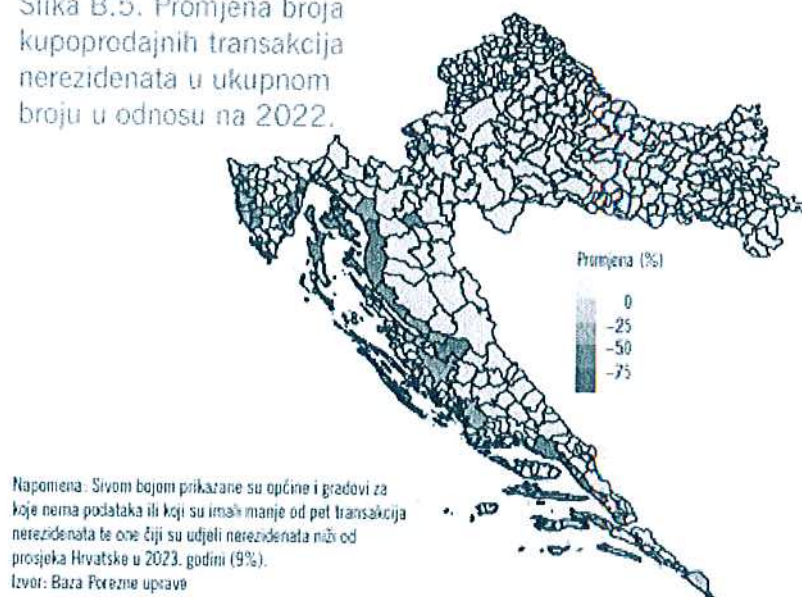 Slika B.5. Promjena broja
kupoprodajnih transakcija
nerezidenata u ukupnom
broju u odnosu na 2022.
Promjena (%)
0
-25
-50
-75
Napomena: Sivom bojom prikazane su općine i gradovi za
koje nema podataka ili koji su imali manje od pet transakcija
nerezidenata te one čiji su udjeli nerezidenata niži od
prosjeka Hrvatske u 2023. godini (9%).
Izvor: Baza Porezne uprave